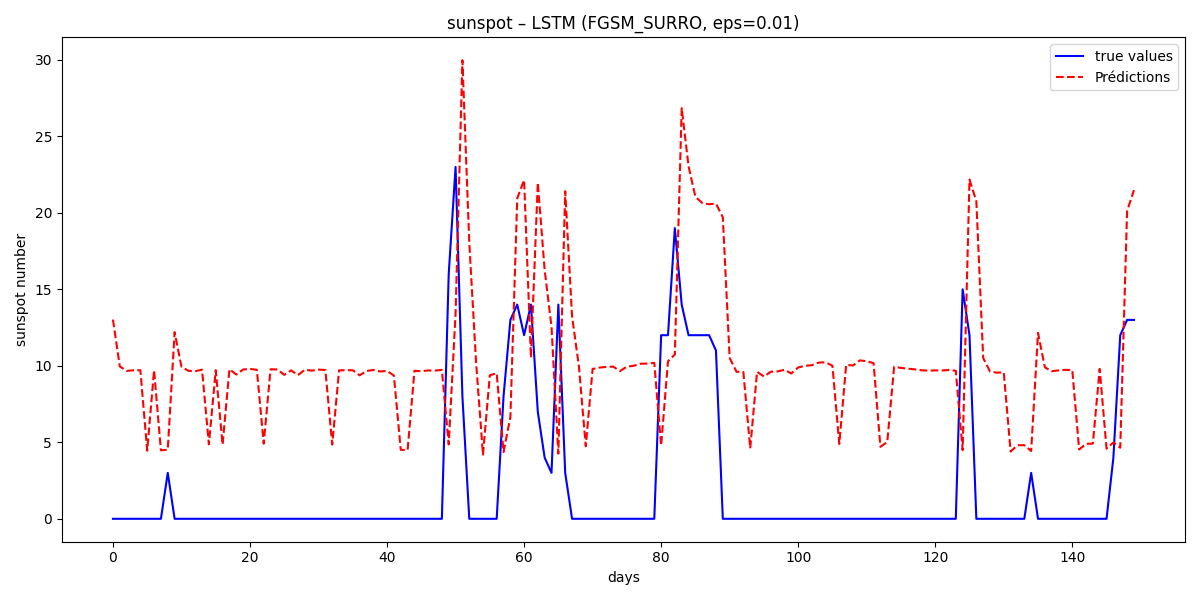 sunspot – LSTM (FGSM_SURRO, eps=0.01)
true values
Prédictions
sunspot number
30
25
20
15
10
5
0
0 20 40 60 80 100 120 140
days